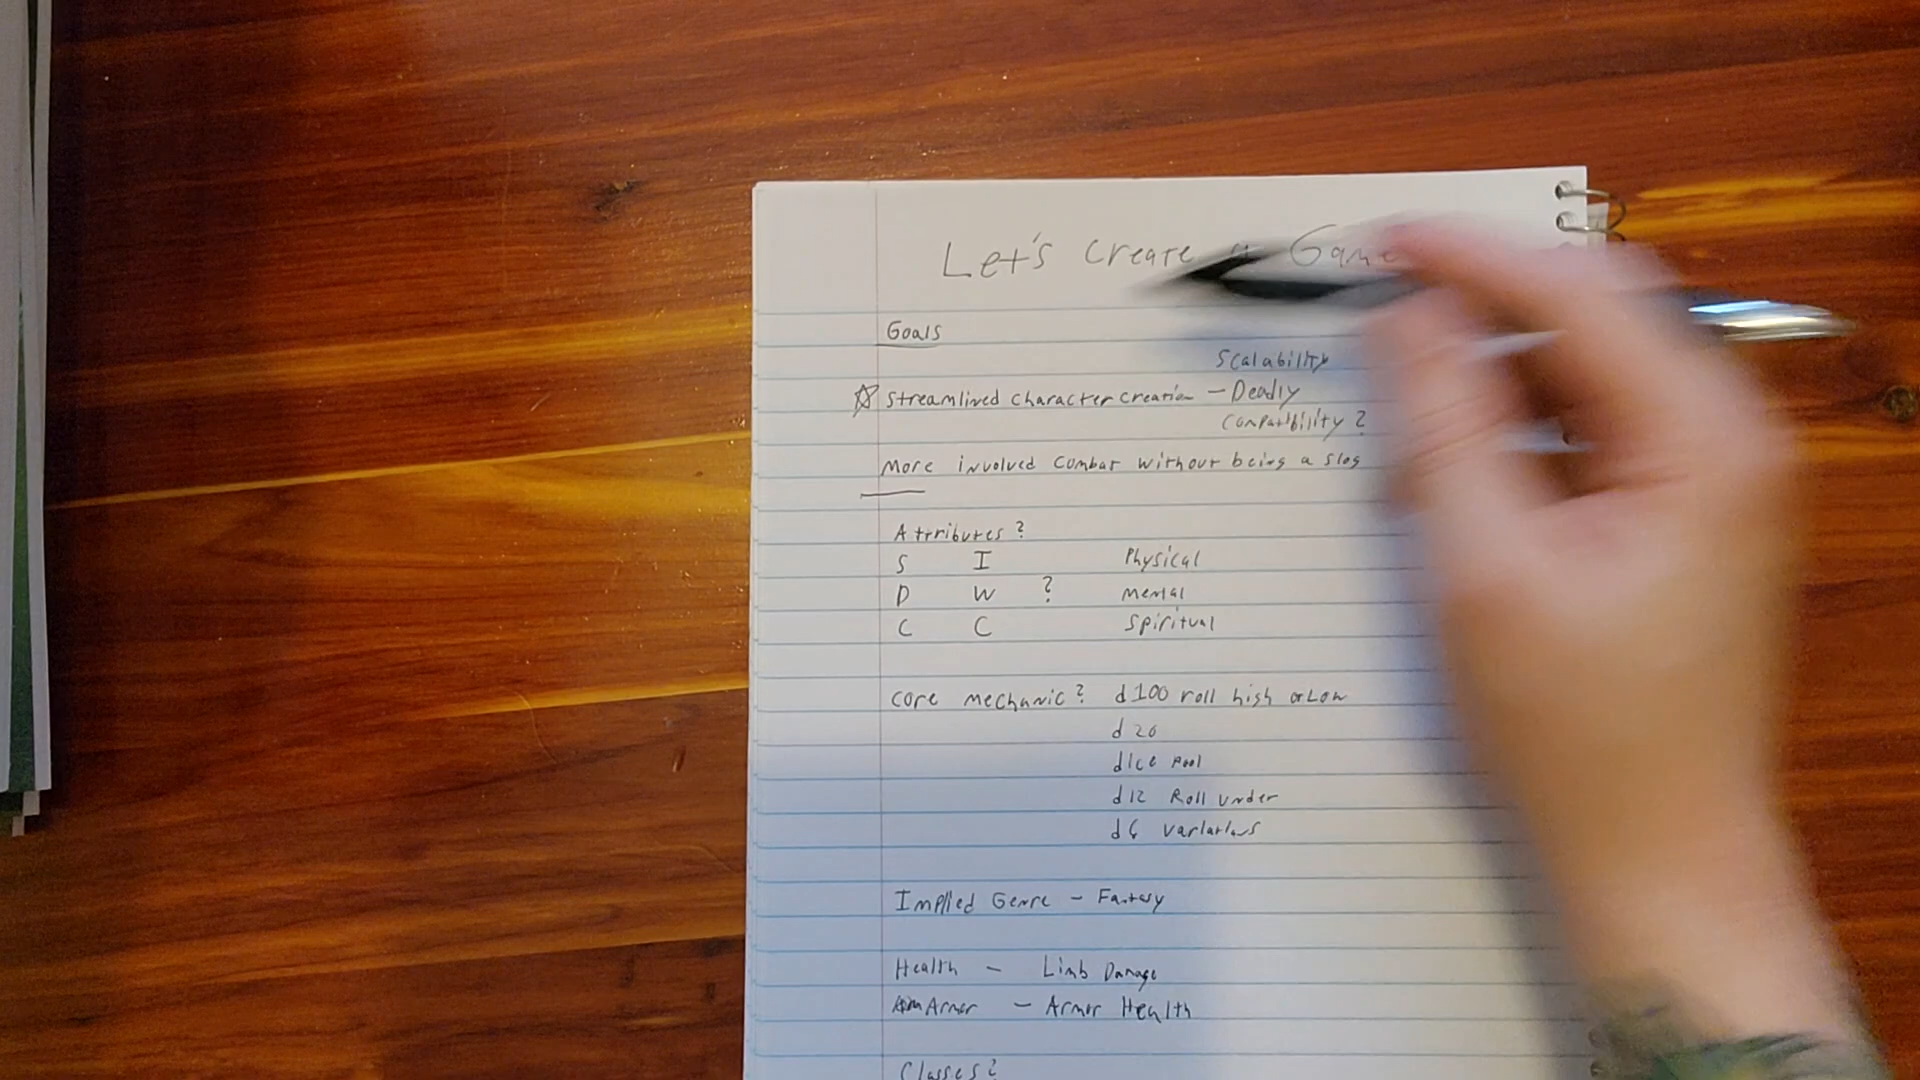 Let's Create a Game
Goals
Scalability
☆ Streamlined character creation – Deadly
Compatibility?
More involved combat without being a slog
Attributes?
S I Physical
D W ? Mental
C C Spiritual
Core mechanic? d100 roll high or Low
d20
dice pool
d12 Roll under
d6 variations
Implied Genre – Fantasy
Health – Limb Damage
Armor – Armor Health
Classes?